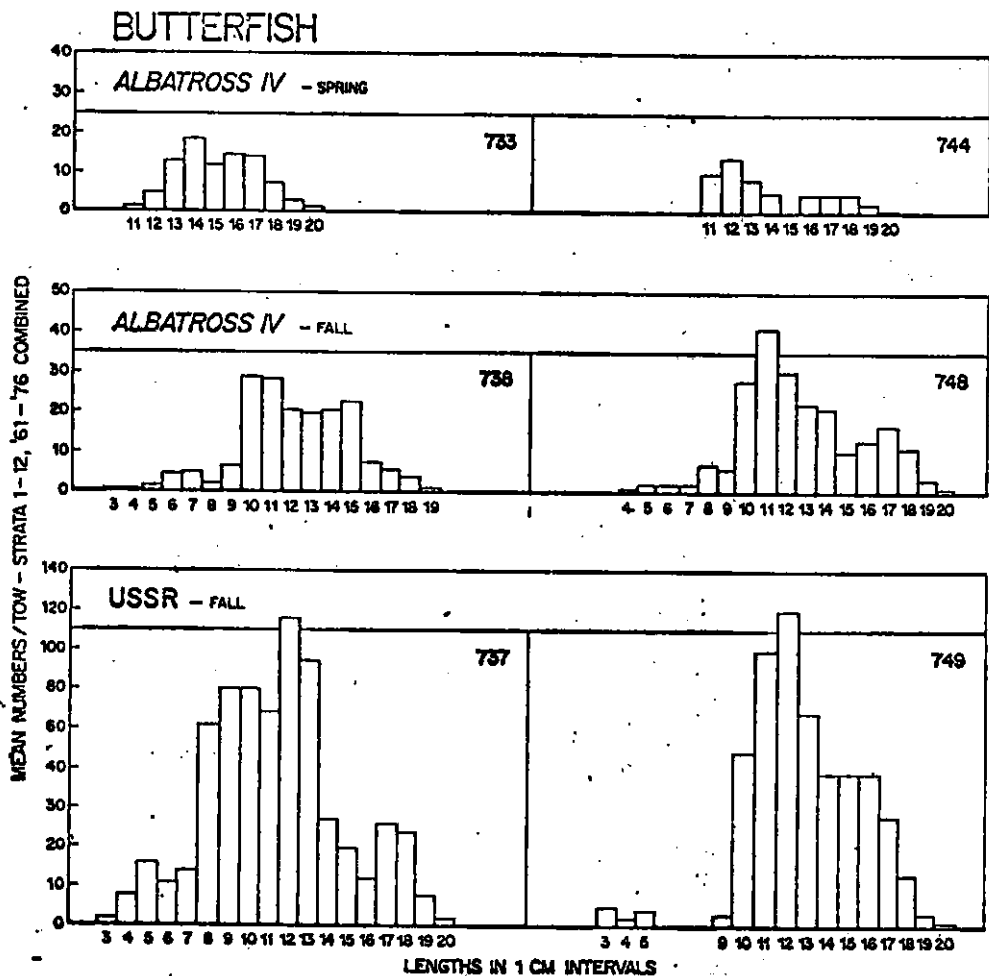 BUTTERFISH
40
ALBATROSS IV – SPRING
30
20
733
744
10
0
11 12 13 14 15 16 17 18 19 20
11 12 13 14 15 16 17 18 19 20
50
ALBATROSS IV – FALL
40
30
738
748
20
10
0
3 4 5 6 7 8 9 10 11 12 13 14 15 16 17 18 19
4 5 6 7 8 9 10 11 12 13 14 15 16 17 18 19 20
140
USSR – FALL
120
100
737
749
80
60
40
20
10
0
3 4 5 6 7 8 9 10 11 12 13 14 15 16 17 18 19 20
3 4 5 9 10 11 12 13 14 15 16 17 18 19 20
MEAN NUMBERS/TOW – STRATA 1–12, '61–'76 COMBINED
LENGTHS IN 1 CM INTERVALS